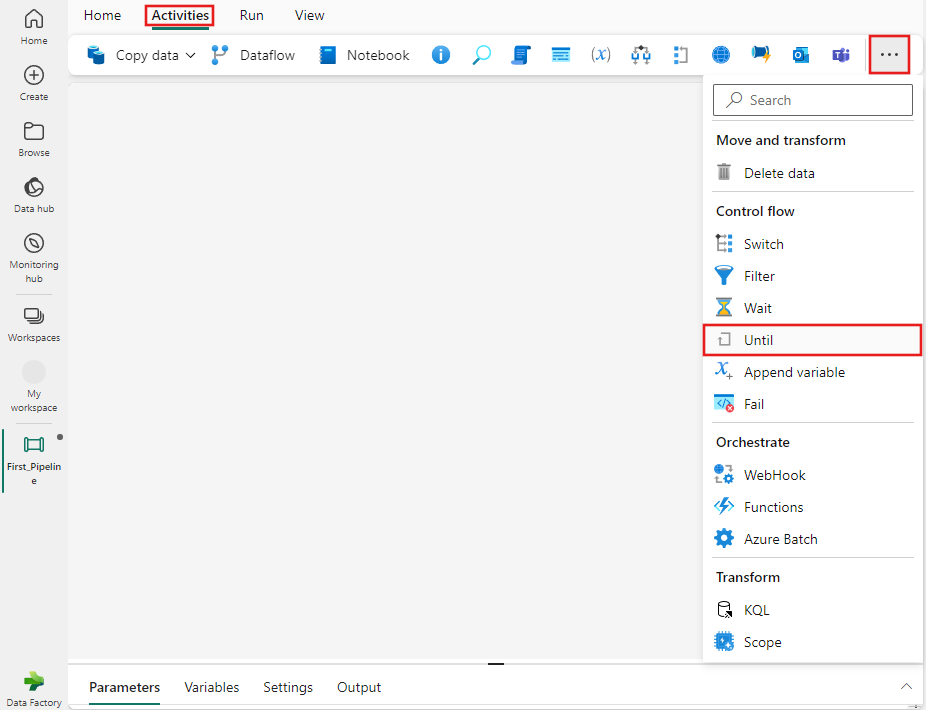 Home
Create
Browse
Data hub
Monitoring
hub
Workspaces
My
workspace
First_Pipelin
e
Data Factory
Home Activities Run View
Copy data Dataflow Notebook (x)
Search
Move and transform
Delete data
Control flow
Switch
Filter
Wait
Until
Append variable
Fail
Orchestrate
WebHook
Functions
Azure Batch
Transform
KQL
Scope
Parameters Variables Settings Output